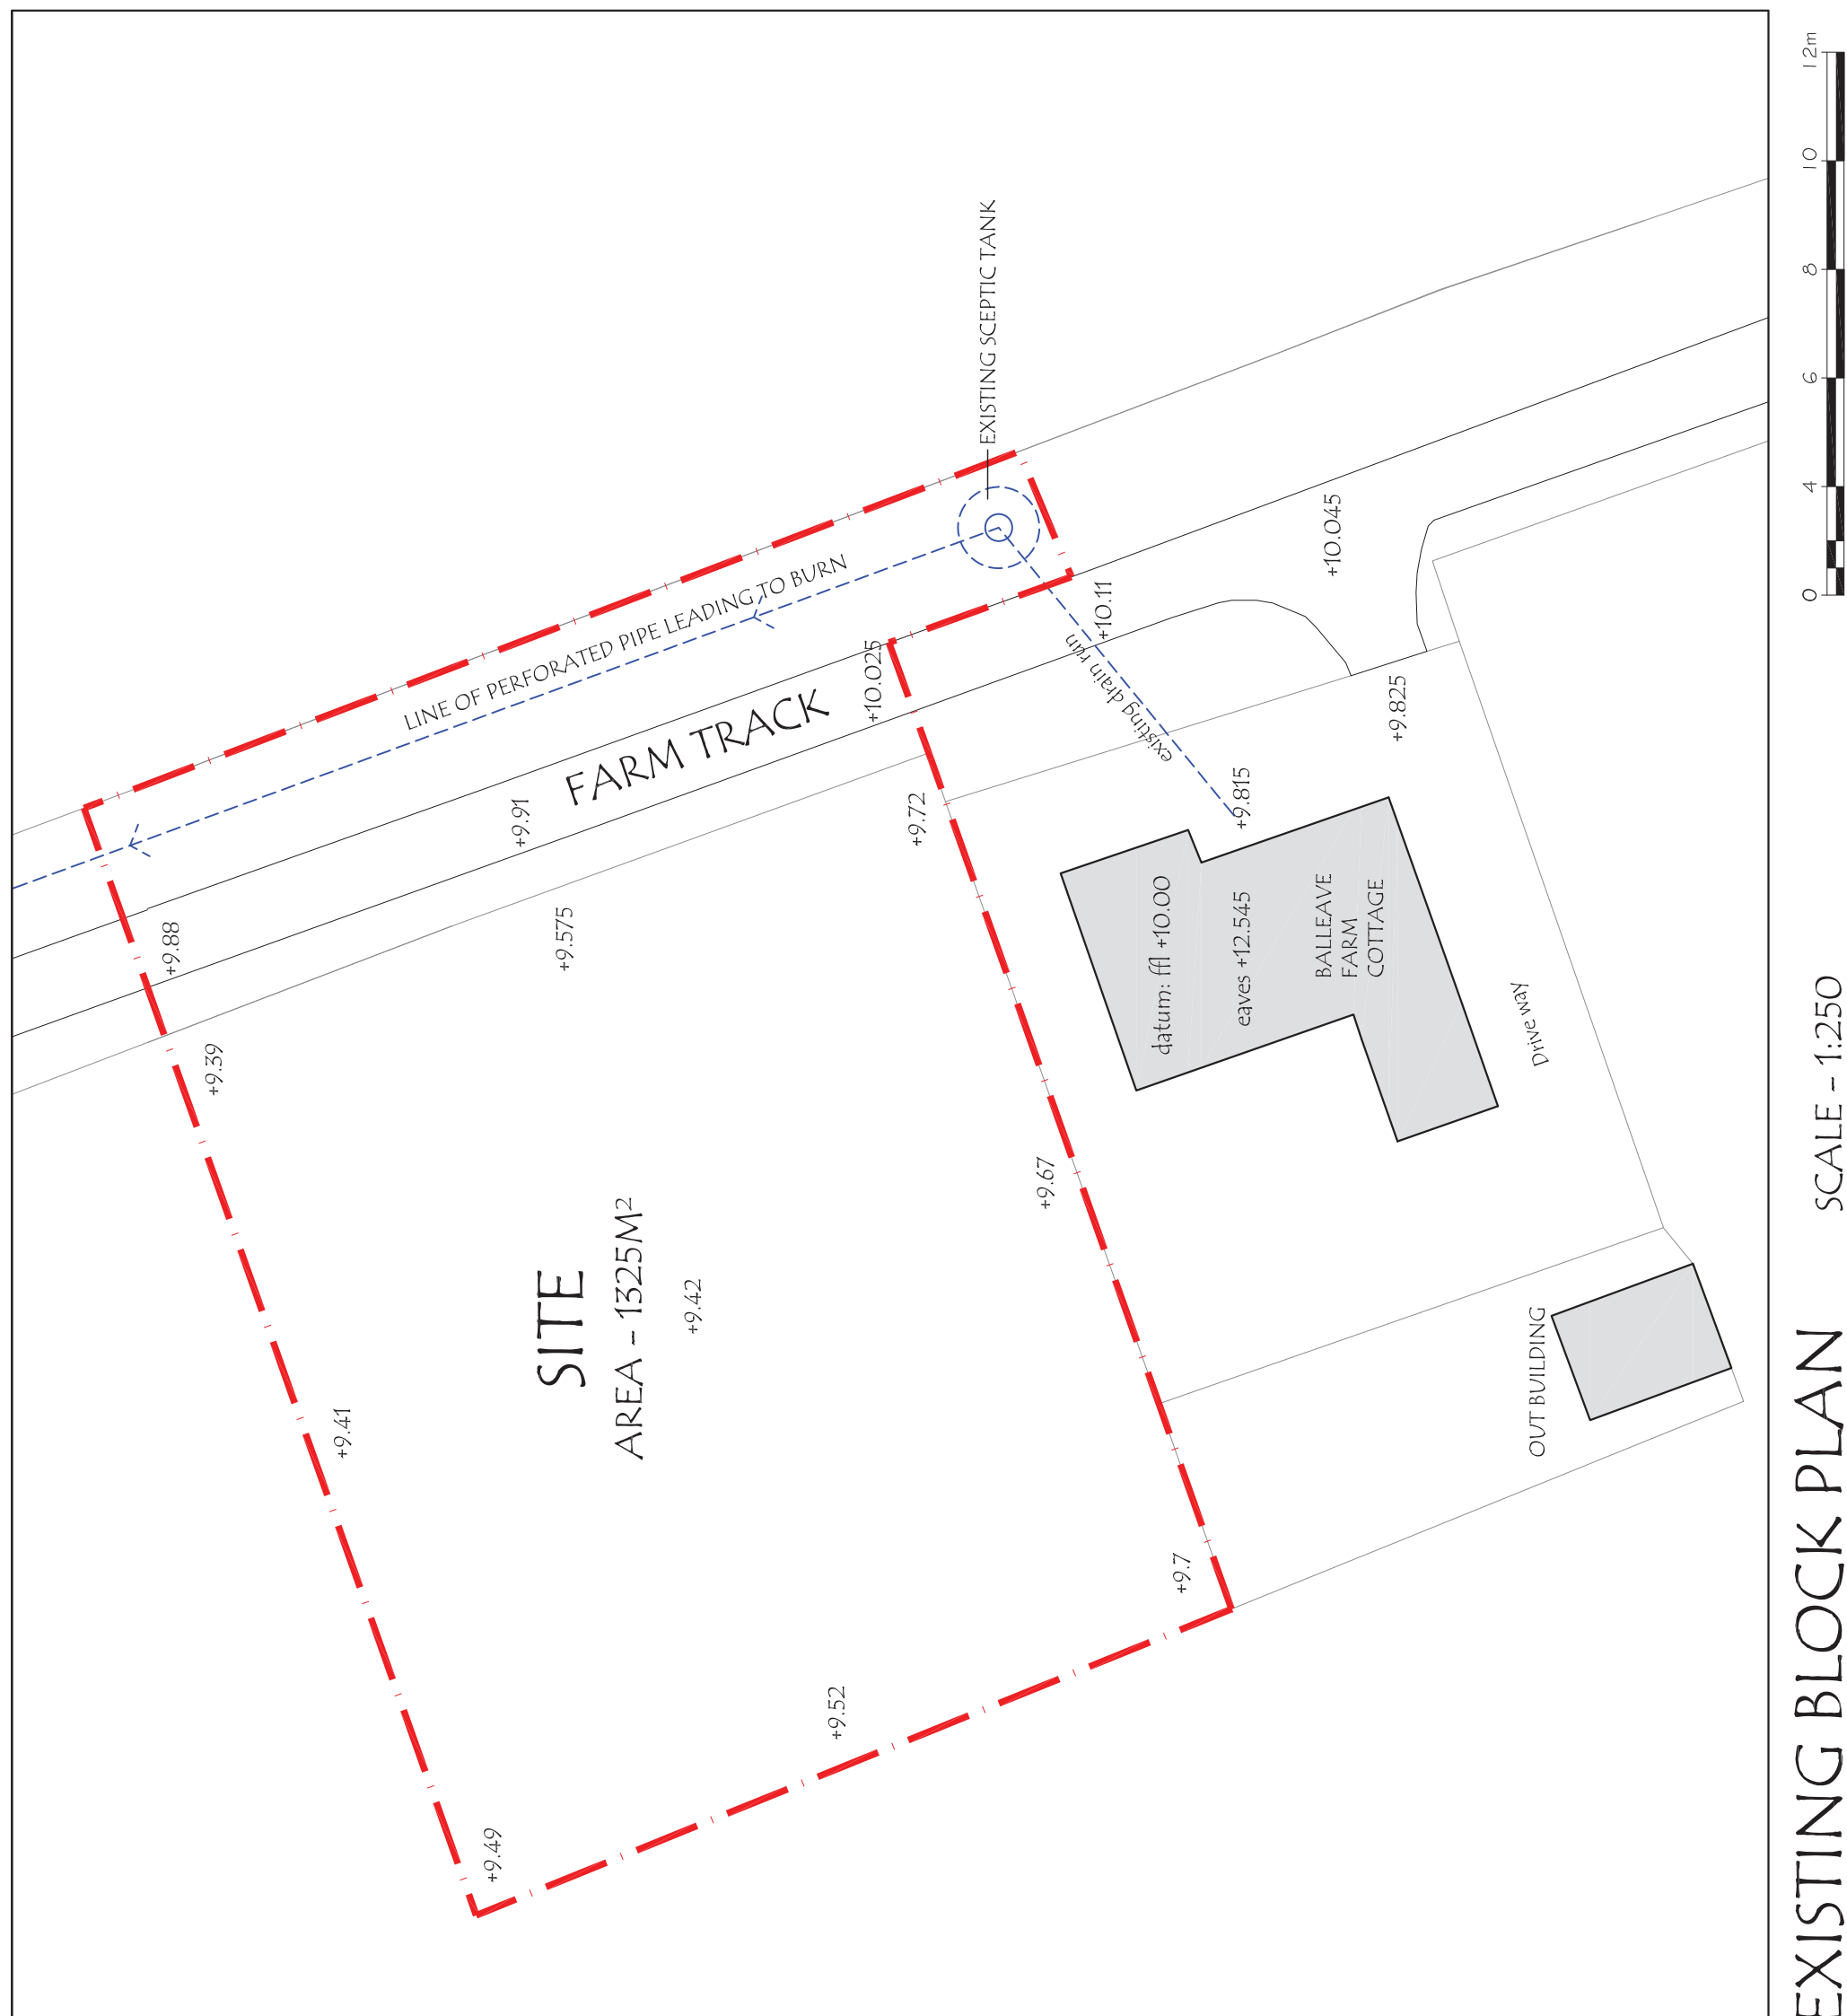 EXISTING SCEPTIC TANK
LINE OF PERFORATED PIPE LEADING TO BURN
FARM TRACK
existing drain run
+10.045
+10.11
+10.025
+9.825
+9.815
+9.72
+9.91
+9.575
+9.88
+9.39
+9.67
+9.42
+9.41
+9.7
+9.52
+9.49
SITE
AREA - 1325M²
datum: ffl +10.00
eaves +12.545
BALLEAVE
FARM
COTTAGE
Drive way
OUT BUILDING
EXISTING BLOCK PLAN
SCALE - 1:250
0 4 6 8 10 12m